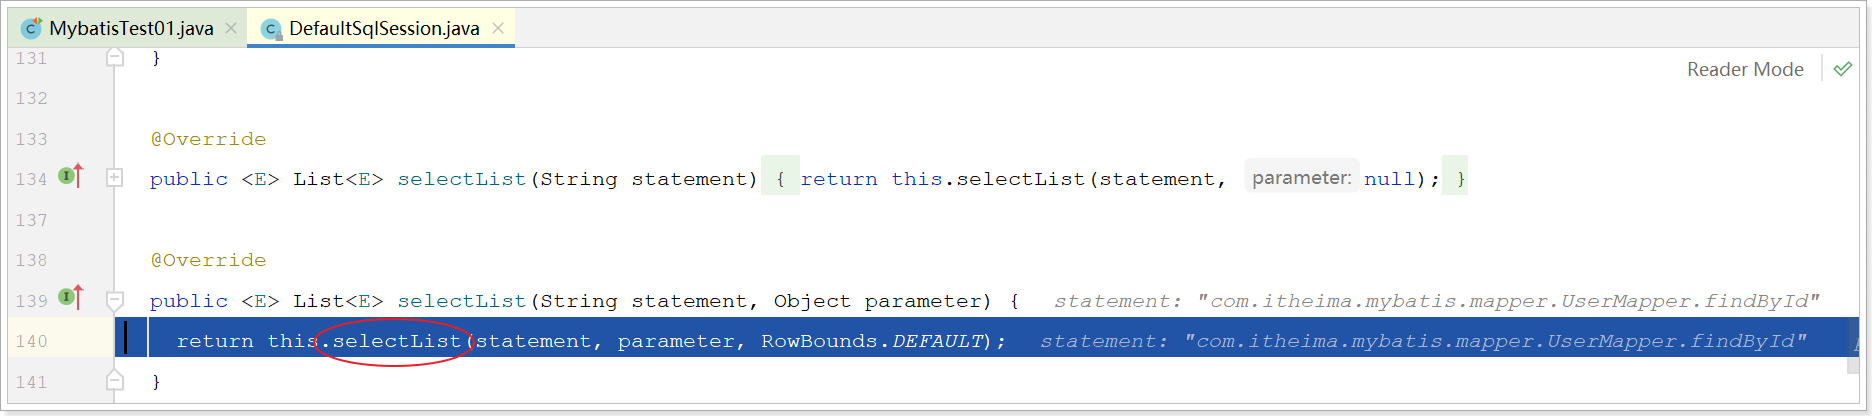 MybatisTest01.java DefaultSqlSession.java
131 }
Reader Mode
132
133 @Override
134 public <E> List<E> selectList(String statement) { return this.selectList(statement, parameter: null); }
137
138 @Override
139 public <E> List<E> selectList(String statement, Object parameter) { statement: "com.itheima.mybatis.mapper.UserMapper.findById"
140 return this.selectList(statement, parameter, RowBounds.DEFAULT); statement: "com.itheima.mybatis.mapper.UserMapper.findById"
141 }